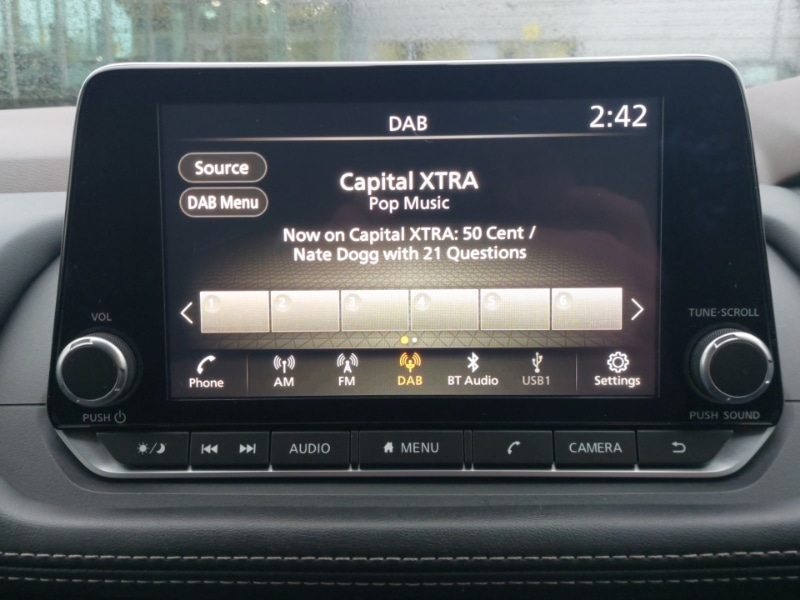 DAB
2:42
Source
Capital XTRA
DAB Menu
Pop Music
Now on Capital XTRA: 50 Cent /
Nate Dogg with 21 Questions
1 2 3 4 5 6
VOL
TUNE·SCROLL
Phone AM FM DAB BT Audio USB1 Settings
PUSH
PUSH SOUND
AUDIO MENU CAMERA